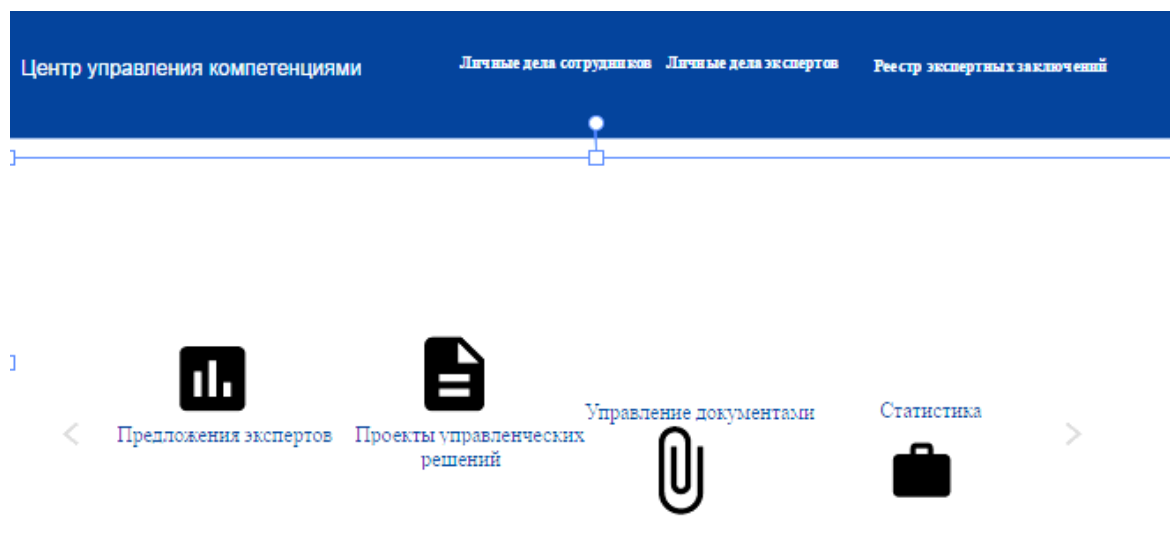 Центр управления компетенциями
Личные дела сотрудников
Личные дела экспертов
Реестр экспертных заключений
Предложения экспертов
Проекты управленческих
решений
Управление документами
Статистика